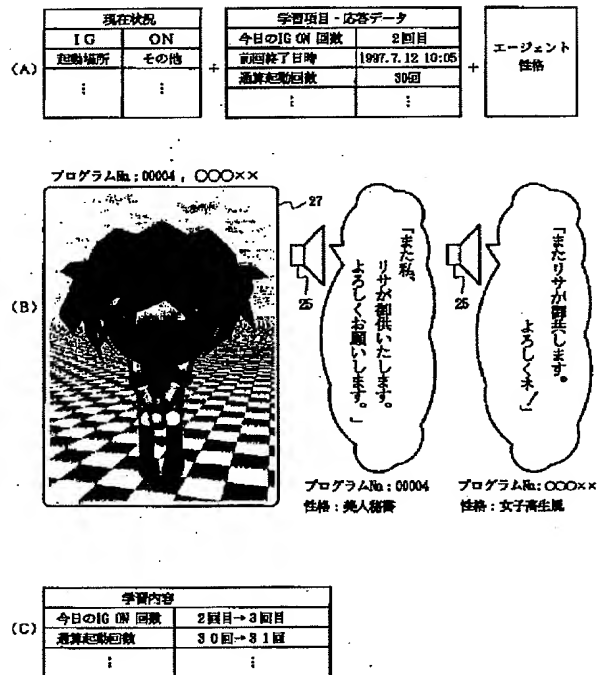 (A)
現在状況
IG ON
起動場所 その他
⋮ ⋮
+
学習項目・応答データ
今日のIG ON 回数 2回目
前回終了日時 1997.7.12 19:05
通算起動回数 30回
⋮ ⋮
+
エージェント
性格
(B)
プログラム№;00004, ○○○××
27
25
「また私、
リサが御供いたします。
よろしくお願いします。」
プログラム№:00004
性格:美人秘書
25
「またリサが御共します。
よろしくネ!」
プログラム№:○○○××
性格:女子高生風
(C)
学習内容
今日のIG ON 回数 2回目→3回目
通算起動回数 30回→31回
⋮ ⋮